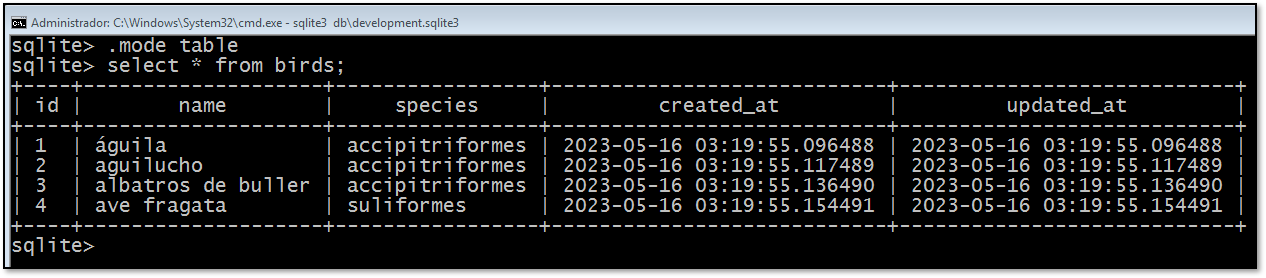 Administrador: C:\Windows\System32\cmd.exe - sqlite3 db\development.sqlite3
sqlite> .mode table
sqlite> select * from birds;
+----+--------------------+-----------------+----------------------------+----------------------------+
| id |        name        |     species     |         created_at         |         updated_at         |
+----+--------------------+-----------------+----------------------------+----------------------------+
| 1  | águila             | accipitriformes | 2023-05-16 03:19:55.096488 | 2023-05-16 03:19:55.096488 |
| 2  | aguilucho          | accipitriformes | 2023-05-16 03:19:55.117489 | 2023-05-16 03:19:55.117489 |
| 3  | albatros de buller | accipitriformes | 2023-05-16 03:19:55.136490 | 2023-05-16 03:19:55.136490 |
| 4  | ave fragata        | suliformes      | 2023-05-16 03:19:55.154491 | 2023-05-16 03:19:55.154491 |
+----+--------------------+-----------------+----------------------------+----------------------------+
sqlite>